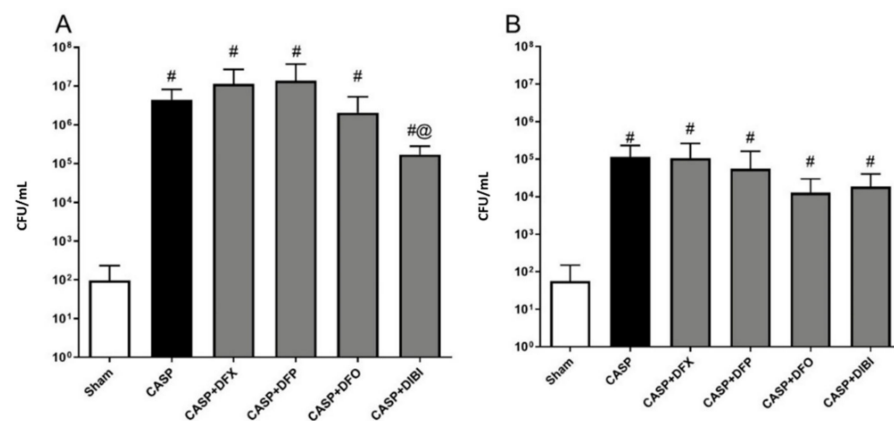 A
10⁸
10⁷
10⁶
10⁵
10⁴
10³
10²
10¹
10⁰
CFU/mL
#
#
#
#
#@
Sham
CASP
CASP+DFX
CASP+DFP
CASP+DFO
CASP+DIBI
B
10⁸
10⁷
10⁶
10⁵
10⁴
10³
10²
10¹
10⁰
CFU/mL
#
#
#
#
#
Sham
CASP
CASP+DFX
CASP+DFP
CASP+DFO
CASP+DIBI